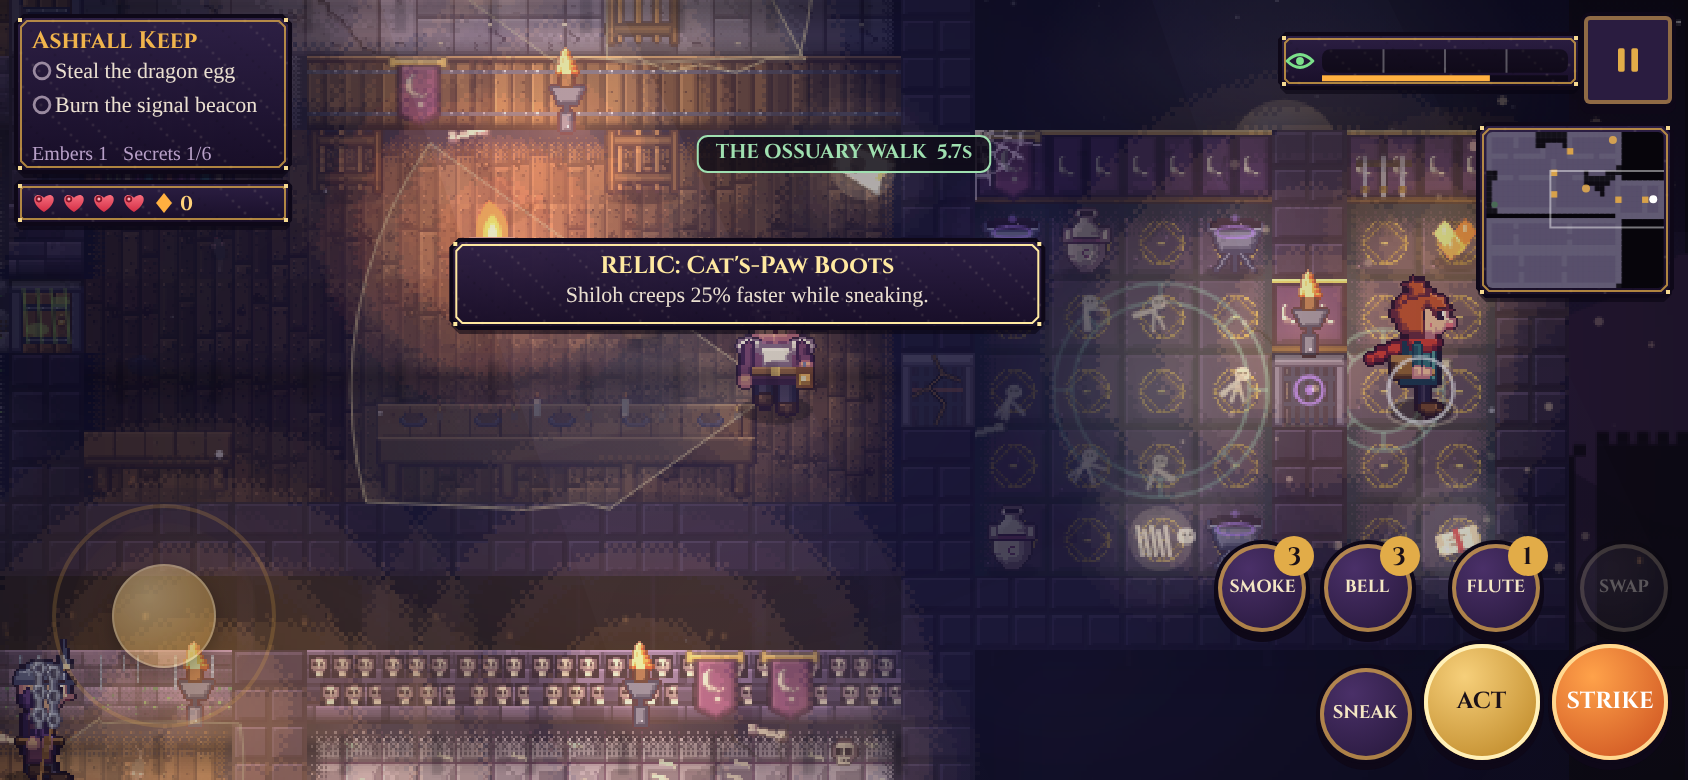 Ashfall Keep
Steal the dragon egg
Burn the signal beacon
Embers 1 Secrets 1/6
0
THE OSSUARY WALK 5.7s
RELIC: Cat's-Paw Boots
Shiloh creeps 25% faster while sneaking.
3
3
1
SMOKE
BELL
FLUTE
SWAP
SNEAK
ACT
STRIKE